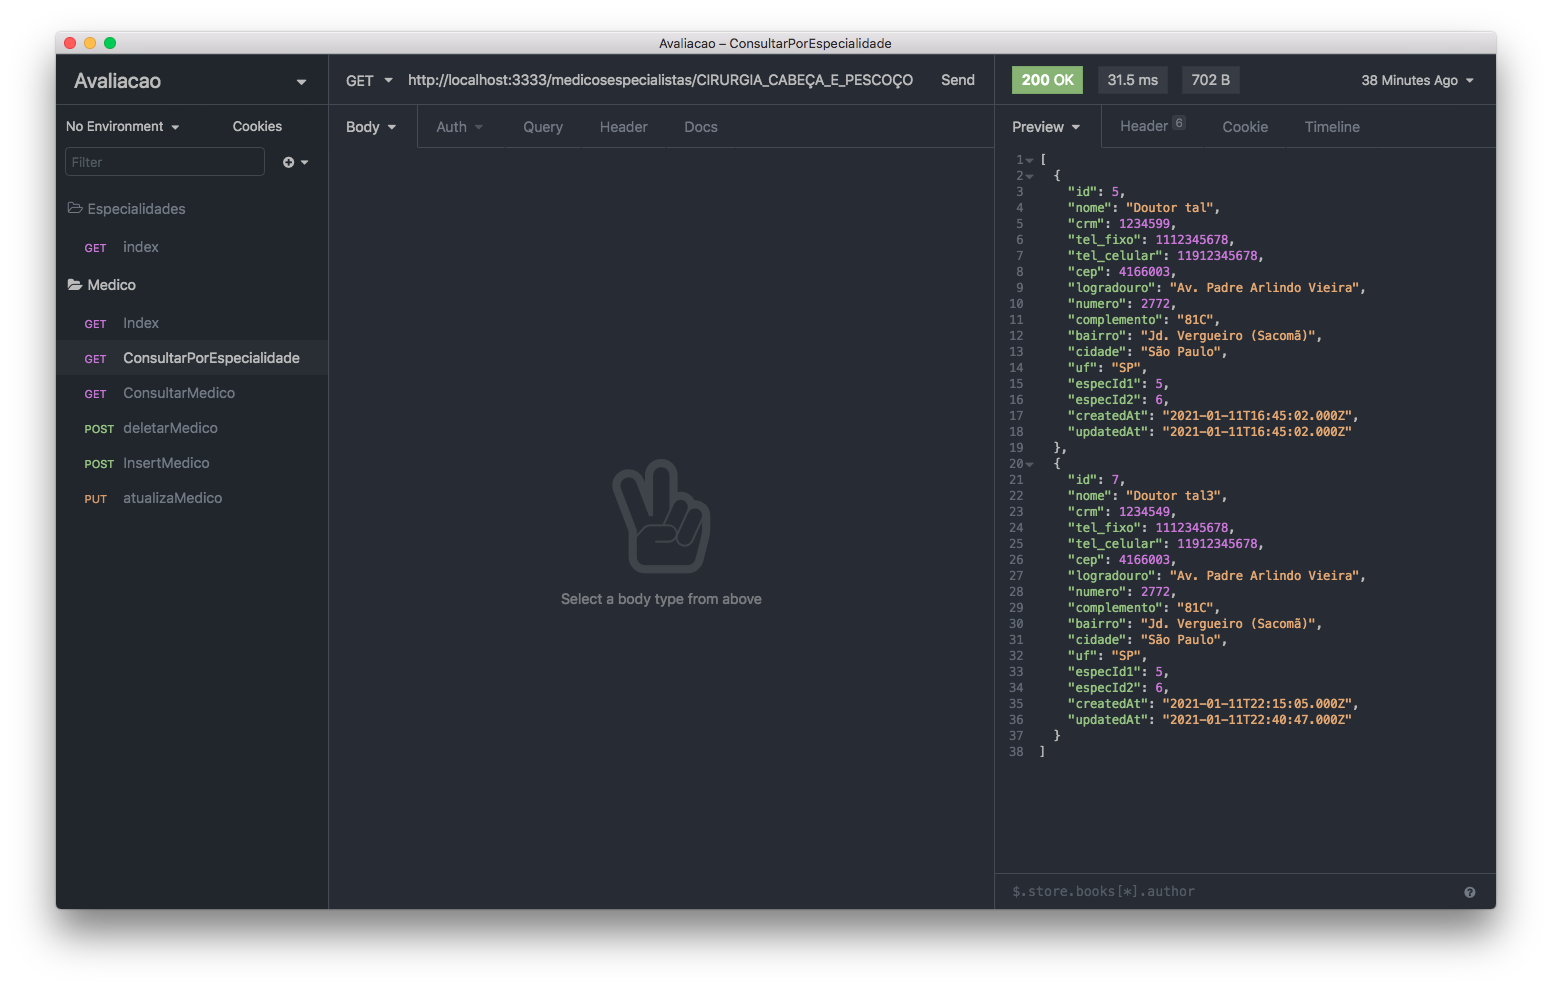 Avaliacao – ConsultarPorEspecialidade
Avaliacao
No Environment
Cookies
Filter
Especialidades
GET index
Medico
GET Index
GET ConsultarPorEspecialidade
GET ConsultarMedico
POST deletarMedico
POST InsertMedico
PUT atualizaMedico
GET http://localhost:3333/medicosespecialistas/CIRURGIA_CABEÇA_E_PESCOÇO Send
Body Auth Query Header Docs
Select a body type from above
200 OK 31.5 ms 702 B 38 Minutes Ago
Preview Header 6 Cookie Timeline
1 [
2 {
3 "id": 5,
4 "nome": "Doutor tal",
5 "crm": 1234599,
6 "tel_fixo": 1112345678,
7 "tel_celular": 11912345678,
8 "cep": 4166003,
9 "logradouro": "Av. Padre Arlindo Vieira",
10 "numero": 2772,
11 "complemento": "81C",
12 "bairro": "Jd. Vergueiro (Sacomã)",
13 "cidade": "São Paulo",
14 "uf": "SP",
15 "especId1": 5,
16 "especId2": 6,
17 "createdAt": "2021-01-11T16:45:02.000Z",
18 "updatedAt": "2021-01-11T16:45:02.000Z"
19 },
20 {
21 "id": 7,
22 "nome": "Doutor tal3",
23 "crm": 1234549,
24 "tel_fixo": 1112345678,
25 "tel_celular": 11912345678,
26 "cep": 4166003,
27 "logradouro": "Av. Padre Arlindo Vieira",
28 "numero": 2772,
29 "complemento": "81C",
30 "bairro": "Jd. Vergueiro (Sacomã)",
31 "cidade": "São Paulo",
32 "uf": "SP",
33 "especId1": 5,
34 "especId2": 6,
35 "createdAt": "2021-01-11T22:15:05.000Z",
36 "updatedAt": "2021-01-11T22:40:47.000Z"
37 }
38 ]
$.store.books[*].author